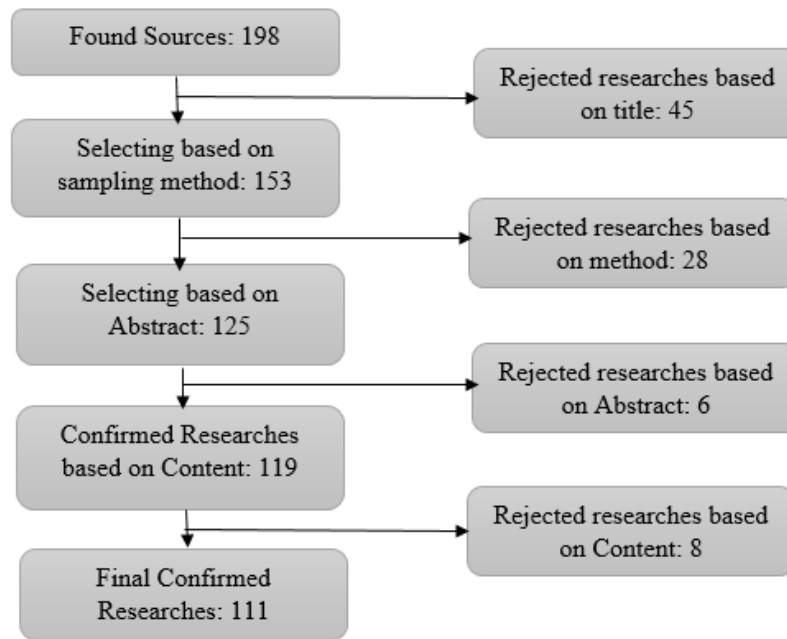 Found Sources: 198
Rejected researches based
on title: 45
Selecting based on
sampling method: 153
Rejected researches based
on method: 28
Selecting based on
Abstract: 125
Rejected researches based
on Abstract: 6
Confirmed Researches
based on Content: 119
Rejected researches based
on Content: 8
Final Confirmed
Researches: 111